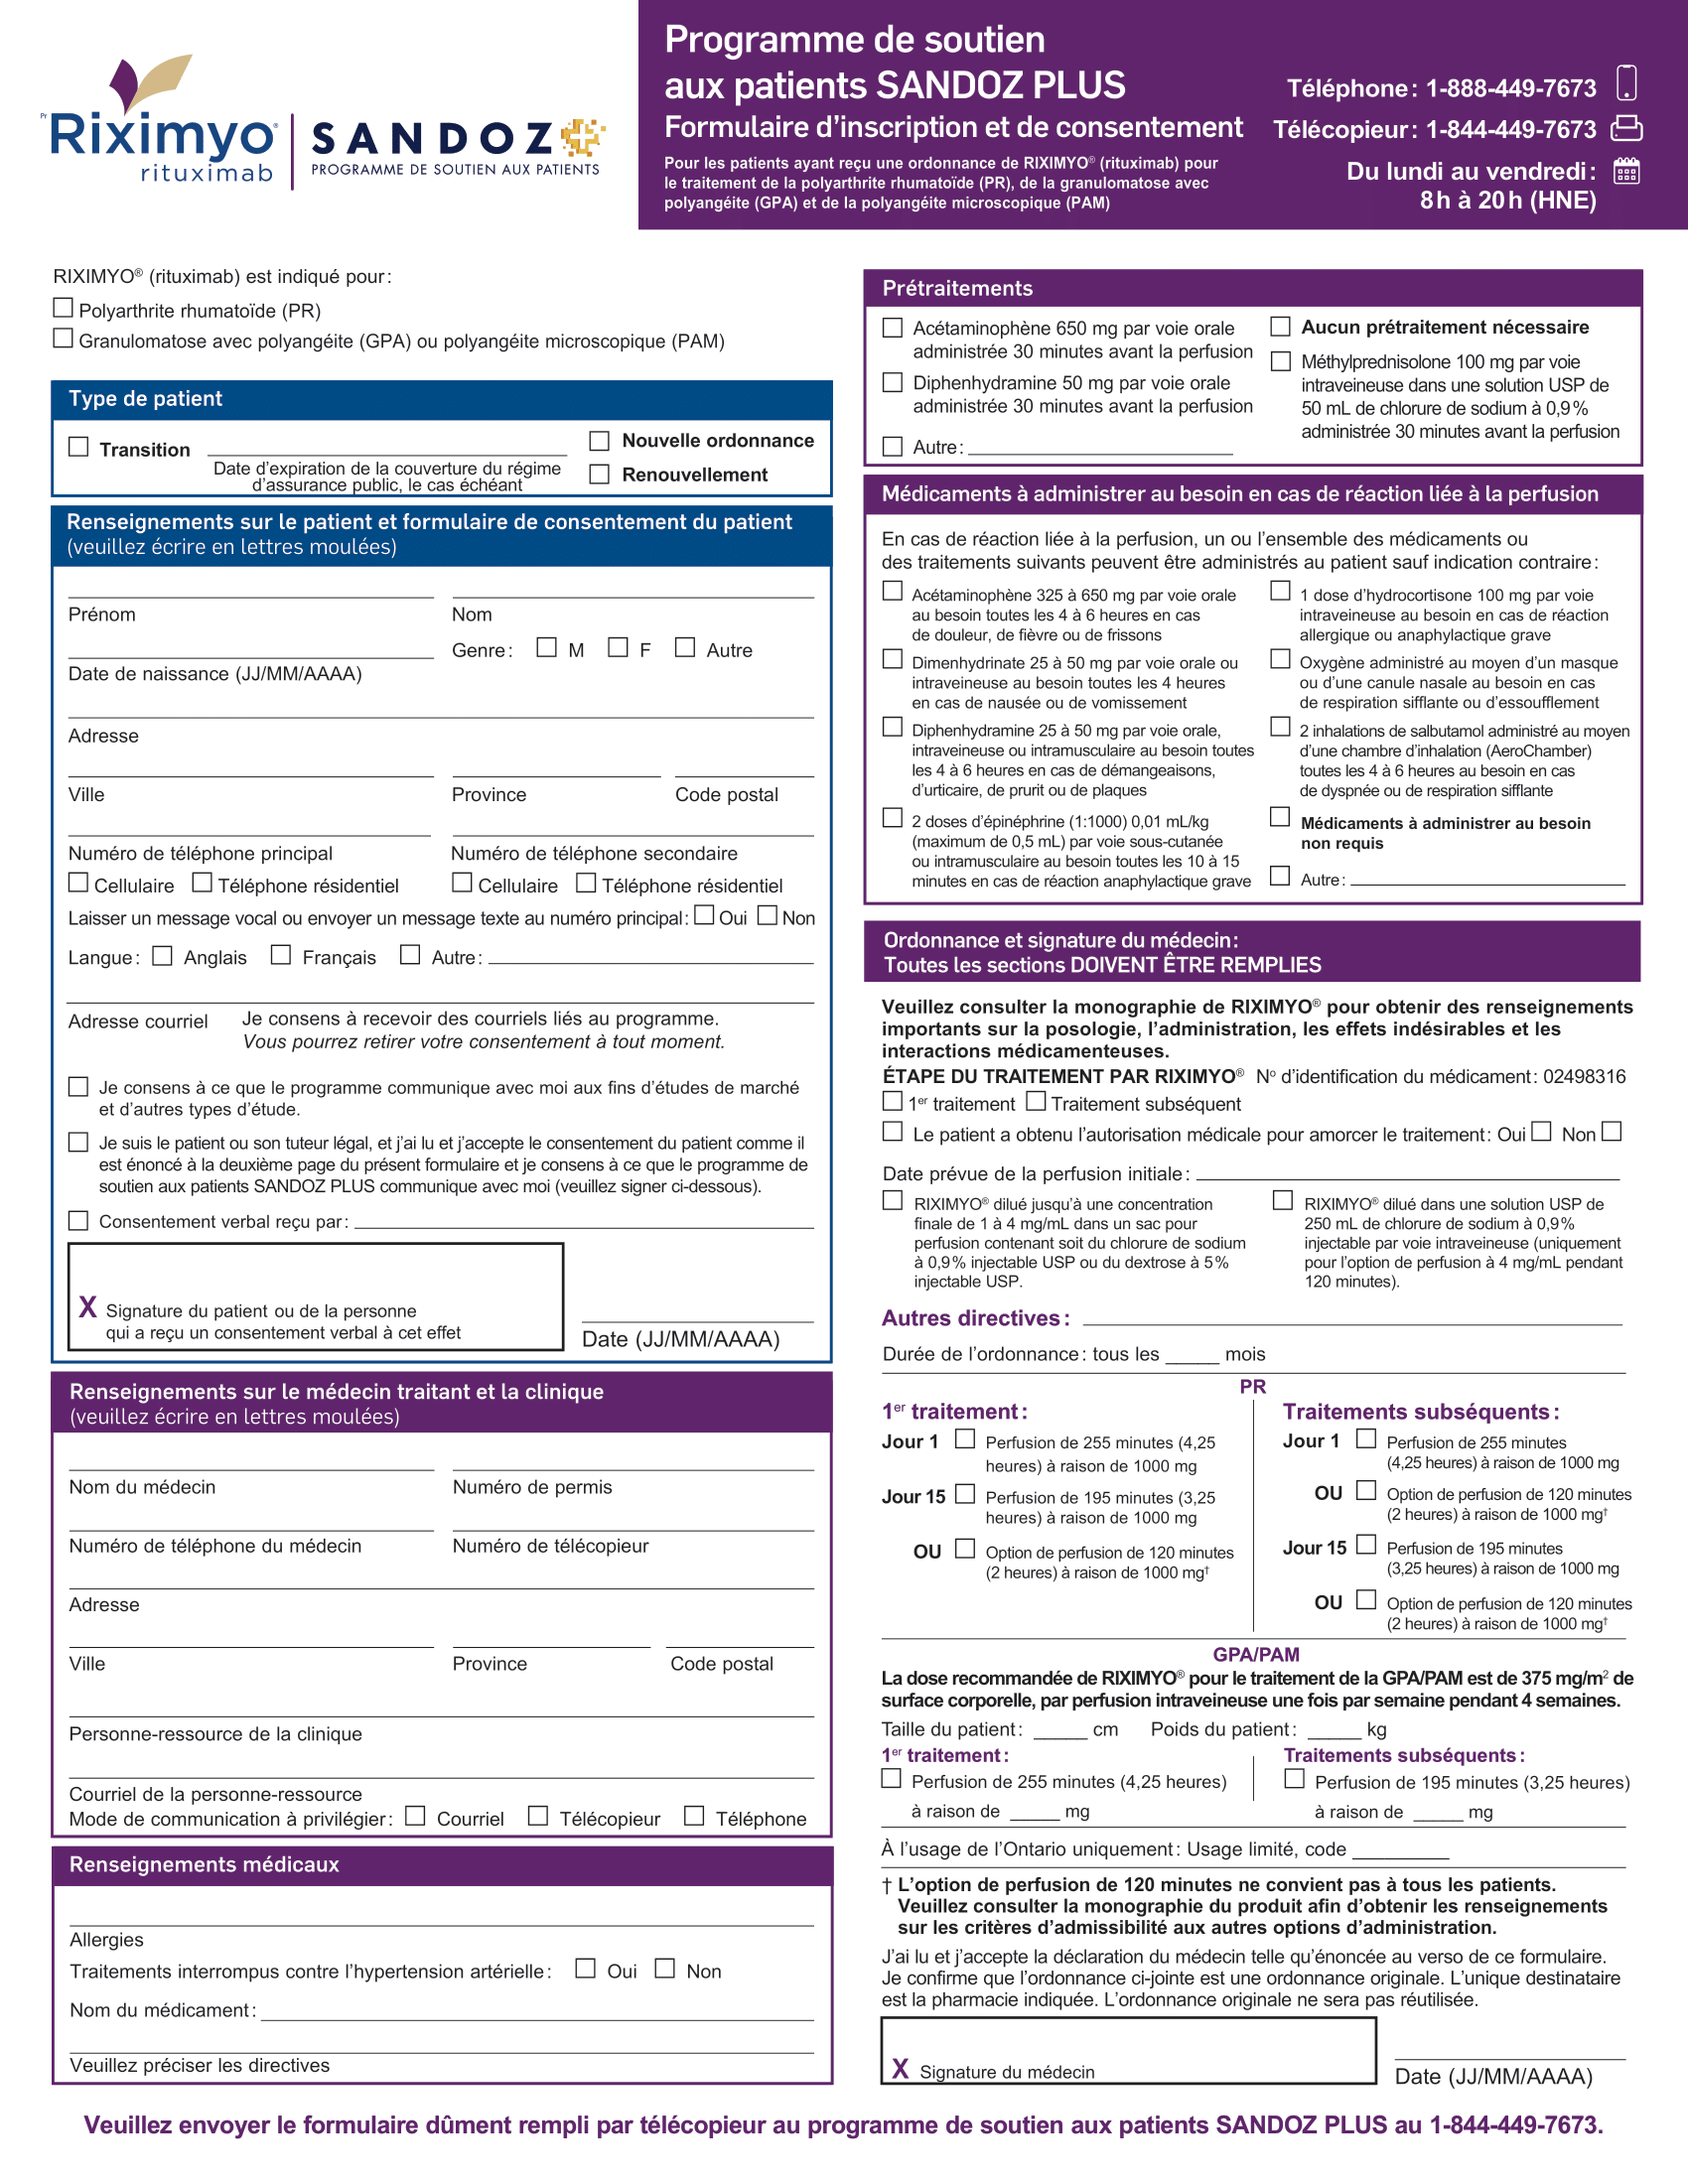 Pr Riximyo®
rituximab
SANDOZ
PROGRAMME DE SOUTIEN AUX PATIENTS
Programme de soutien
aux patients SANDOZ PLUS
Formulaire d'inscription et de consentement
Pour les patients ayant reçu une ordonnance de RIXIMYO® (rituximab) pour
le traitement de la polyarthrite rhumatoïde (PR), de la granulomatose avec
polyangéite (GPA) et de la polyangéite microscopique (PAM)
Téléphone : 1-888-449-7673
Télécopieur : 1-844-449-7673
Du lundi au vendredi :
8 h à 20 h (HNE)
RIXIMYO® (rituximab) est indiqué pour :
Polyarthrite rhumatoïde (PR)
Granulomatose avec polyangéite (GPA) ou polyangéite microscopique (PAM)
Type de patient
Transition
Date d'expiration de la couverture du régime
d'assurance public, le cas échéant
Nouvelle ordonnance
Renouvellement
Renseignements sur le patient et formulaire de consentement du patient
(veuillez écrire en lettres moulées)
Prénom Nom
Genre : M F Autre
Date de naissance (JJ/MM/AAAA)
Adresse
Ville Province Code postal
Numéro de téléphone principal Numéro de téléphone secondaire
Cellulaire Téléphone résidentiel Cellulaire Téléphone résidentiel
Laisser un message vocal ou envoyer un message texte au numéro principal : Oui Non
Langue : Anglais Français Autre :
Adresse courriel Je consens à recevoir des courriels liés au programme.
Vous pourrez retirer votre consentement à tout moment.
Je consens à ce que le programme communique avec moi aux fins d'études de marché
et d'autres types d'étude.
Je suis le patient ou son tuteur légal, et j'ai lu et j'accepte le consentement du patient comme il
est énoncé à la deuxième page du présent formulaire et je consens à ce que le programme de
soutien aux patients SANDOZ PLUS communique avec moi (veuillez signer ci-dessous).
Consentement verbal reçu par :
X Signature du patient ou de la personne
qui a reçu un consentement verbal à cet effet
Date (JJ/MM/AAAA)
Renseignements sur le médecin traitant et la clinique
(veuillez écrire en lettres moulées)
Nom du médecin Numéro de permis
Numéro de téléphone du médecin Numéro de télécopieur
Adresse
Ville Province Code postal
Personne-ressource de la clinique
Courriel de la personne-ressource
Mode de communication à privilégier : Courriel Télécopieur Téléphone
Renseignements médicaux
Allergies
Traitements interrompus contre l'hypertension artérielle : Oui Non
Nom du médicament :
Veuillez préciser les directives
Prétraitements
Acétaminophène 650 mg par voie orale
administrée 30 minutes avant la perfusion
Diphenhydramine 50 mg par voie orale
administrée 30 minutes avant la perfusion
Autre :
Aucun prétraitement nécessaire
Méthylprednisolone 100 mg par voie
intraveineuse dans une solution USP de
50 mL de chlorure de sodium à 0,9 %
administrée 30 minutes avant la perfusion
Médicaments à administrer au besoin en cas de réaction liée à la perfusion
En cas de réaction liée à la perfusion, un ou l'ensemble des médicaments ou
des traitements suivants peuvent être administrés au patient sauf indication contraire :
Acétaminophène 325 à 650 mg par voie orale
au besoin toutes les 4 à 6 heures en cas
de douleur, de fièvre ou de frissons
Dimenhydrinate 25 à 50 mg par voie orale ou
intraveineuse au besoin toutes les 4 heures
en cas de nausée ou de vomissement
Diphenhydramine 25 à 50 mg par voie orale,
intraveineuse ou intramusculaire au besoin toutes
les 4 à 6 heures en cas de démangeaisons,
d'urticaire, de prurit ou de plaques
2 doses d'épinéphrine (1:1000) 0,01 mL/kg
(maximum de 0,5 mL) par voie sous-cutanée
ou intramusculaire au besoin toutes les 10 à 15
minutes en cas de réaction anaphylactique grave
1 dose d'hydrocortisone 100 mg par voie
intraveineuse au besoin en cas de réaction
allergique ou anaphylactique grave
Oxygène administré au moyen d'un masque
ou d'une canule nasale au besoin en cas
de respiration sifflante ou d'essoufflement
2 inhalations de salbutamol administré au moyen
d'une chambre d'inhalation (AeroChamber)
toutes les 4 à 6 heures au besoin en cas
de dyspnée ou de respiration sifflante
Médicaments à administrer au besoin
non requis
Autre :
Ordonnance et signature du médecin :
Toutes les sections DOIVENT ÊTRE REMPLIES
Veuillez consulter la monographie de RIXIMYO® pour obtenir des renseignements
importants sur la posologie, l'administration, les effets indésirables et les
interactions médicamenteuses.
ÉTAPE DU TRAITEMENT PAR RIXIMYO® Nº d'identification du médicament : 02498316
1er traitement Traitement subséquent
Le patient a obtenu l'autorisation médicale pour amorcer le traitement : Oui Non
Date prévue de la perfusion initiale :
RIXIMYO® dilué jusqu'à une concentration
finale de 1 à 4 mg/mL dans un sac pour
perfusion contenant soit du chlorure de sodium
à 0,9 % injectable USP ou du dextrose à 5 %
injectable USP.
RIXIMYO® dilué dans une solution USP de
250 mL de chlorure de sodium à 0,9 %
injectable par voie intraveineuse (uniquement
pour l'option de perfusion à 4 mg/mL pendant
120 minutes).
Autres directives :
Durée de l'ordonnance : tous les _____ mois
PR
1er traitement :
Jour 1 Perfusion de 255 minutes (4,25
heures) à raison de 1000 mg
Jour 15 Perfusion de 195 minutes (3,25
heures) à raison de 1000 mg
OU Option de perfusion de 120 minutes
(2 heures) à raison de 1000 mg†
Traitements subséquents :
Jour 1 Perfusion de 255 minutes
(4,25 heures) à raison de 1000 mg
OU Option de perfusion de 120 minutes
(2 heures) à raison de 1000 mg†
Jour 15 Perfusion de 195 minutes
(3,25 heures) à raison de 1000 mg
OU Option de perfusion de 120 minutes
(2 heures) à raison de 1000 mg†
GPA/PAM
La dose recommandée de RIXIMYO® pour le traitement de la GPA/PAM est de 375 mg/m² de
surface corporelle, par perfusion intraveineuse une fois par semaine pendant 4 semaines.
Taille du patient : _____ cm Poids du patient : _____ kg
1er traitement :
Perfusion de 255 minutes (4,25 heures)
à raison de _____ mg
Traitements subséquents :
Perfusion de 195 minutes (3,25 heures)
à raison de _____ mg
À l'usage de l'Ontario uniquement : Usage limité, code _________
† L'option de perfusion de 120 minutes ne convient pas à tous les patients.
Veuillez consulter la monographie du produit afin d'obtenir les renseignements
sur les critères d'admissibilité aux autres options d'administration.
J'ai lu et j'accepte la déclaration du médecin telle qu'énoncée au verso de ce formulaire.
Je confirme que l'ordonnance ci-jointe est une ordonnance originale. L'unique destinataire
est la pharmacie indiquée. L'ordonnance originale ne sera pas réutilisée.
X Signature du médecin
Date (JJ/MM/AAAA)
Veuillez envoyer le formulaire dûment rempli par télécopieur au programme de soutien aux patients SANDOZ PLUS au 1-844-449-7673.